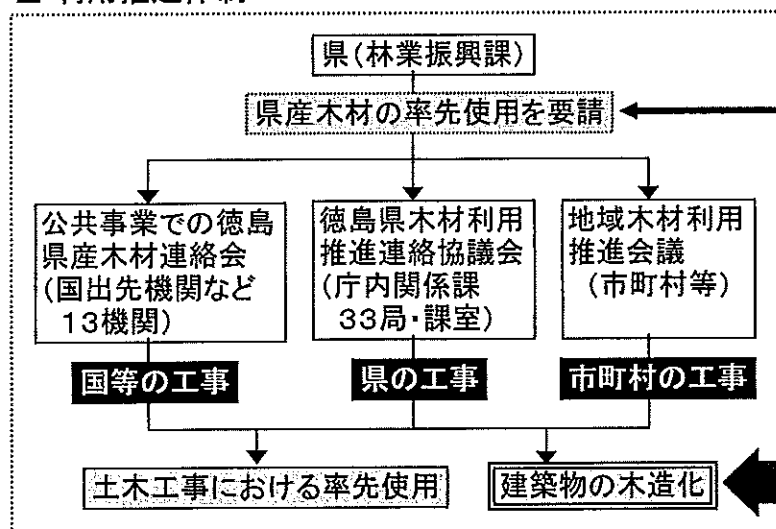 県(林業振興課)
県産木材の率先使用を要請
公共事業での徳島
県産木材連絡会
(国出先機関など
13機関)
徳島県木材利用
推進連絡協議会
(庁内関係課
33局・課室)
地域木材利用
推進会議
(市町村等)
国等の工事
県の工事
市町村の工事
土木工事における率先使用
建築物の木造化